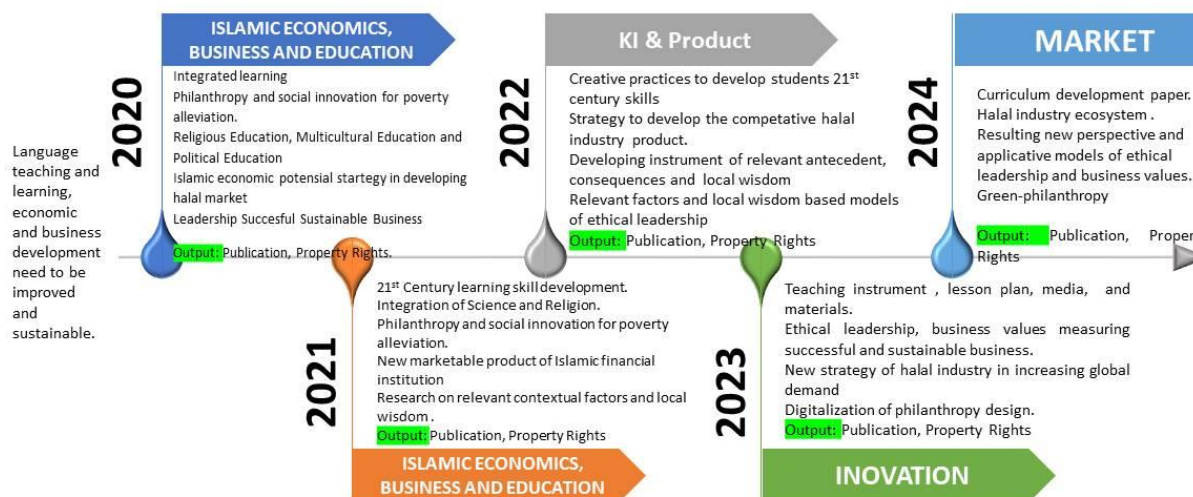 Language
teaching and
learning,
economic
and business
development
need to be
improved
and
sustainable.
2020
ISLAMIC ECONOMICS,
BUSINESS AND EDUCATION
Integrated learning
Philanthropy and social innovation for poverty
alleviation.
Religious Education, Multicultural Education and
Political Education
Islamic economic potensial startegy in developing
halal market
Leadership Succesful Sustainable Business
Output: Publication, Property Rights.
2021
21st Century learning skill development.
Integration of Science and Religion.
Philanthropy and social innovation for poverty
alleviation.
New marketable product of Islamic financial
institution
Research on relevant contextual factors and local
wisdom .
Output: Publication, Property Rights
ISLAMIC ECONOMICS,
BUSINESS AND EDUCATION
2022
KI & Product
Creative practices to develop students 21st
century skills
Strategy to develop the competative halal
industry product.
Developing instrument of relevant antecedent,
consequences and local wisdom
Relevant factors and local wisdom based models
of ethical leadership
Output: Publication, Property Rights
2023
Teaching instrument , lesson plan, media, and
materials.
Ethical leadership, business values measuring
successful and sustainable business.
New strategy of halal industry in increasing global
demand
Digitalization of philanthropy design.
Output: Publication, Property Rights
INOVATION
2024
MARKET
Curriculum development paper.
Halal industry ecosystem .
Resulting new perspective and
applicative models of ethical
leadership and business values.
Green-philanthropy
Output: Publication, Proper
Rights